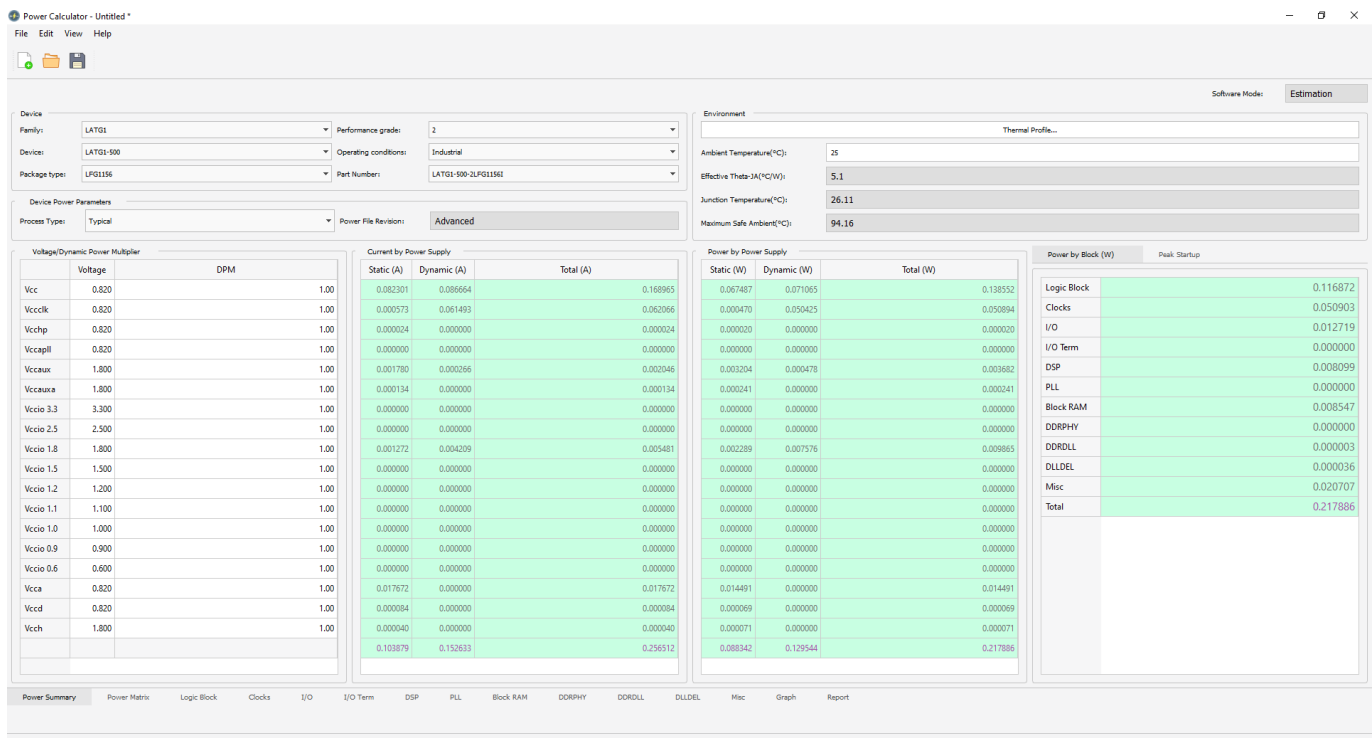 Power Calculator - Untitled *
File Edit View Help
Software Mode: Estimation
Device
Family: LATG1 Performance grade: 2
Device: LATG1-500 Operating conditions: Industrial
Package type: LFG1156 Part Number: LATG1-500-2LFG1156I
Device Power Parameters
Process Type: Typical Power File Revision: Advanced
Environment
Thermal Profile...
Ambient Temperature(°C): 25
Effective Theta-JA(°C/W): 5.1
Junction Temperature(°C): 26.11
Maximum Safe Ambient(°C): 94.16
Voltage/Dynamic Power Multiplier
Voltage DPM
Vcc 0.820 1.00
Vccclk 0.820 1.00
Vcchp 0.820 1.00
Vccapll 0.820 1.00
Vccaux 1.800 1.00
Vccauxa 1.800 1.00
Vccio 3.3 3.300 1.00
Vccio 2.5 2.500 1.00
Vccio 1.8 1.800 1.00
Vccio 1.5 1.500 1.00
Vccio 1.2 1.200 1.00
Vccio 1.1 1.100 1.00
Vccio 1.0 1.000 1.00
Vccio 0.9 0.900 1.00
Vccio 0.6 0.600 1.00
Vcca 0.820 1.00
Vccd 0.820 1.00
Vcch 1.800 1.00
Current by Power Supply
Static (A) Dynamic (A) Total (A)
0.082301 0.086664 0.168965
0.000573 0.061493 0.062066
0.000024 0.000000 0.000024
0.000000 0.000000 0.000000
0.001780 0.000266 0.002046
0.000134 0.000000 0.000134
0.000000 0.000000 0.000000
0.000000 0.000000 0.000000
0.001272 0.004209 0.005481
0.000000 0.000000 0.000000
0.000000 0.000000 0.000000
0.000000 0.000000 0.000000
0.000000 0.000000 0.000000
0.000000 0.000000 0.000000
0.000000 0.000000 0.000000
0.017672 0.000000 0.017672
0.000084 0.000000 0.000084
0.000040 0.000000 0.000040
0.103879 0.152633 0.256512
Power by Power Supply
Static (W) Dynamic (W) Total (W)
0.067487 0.071065 0.138552
0.000470 0.050425 0.050894
0.000020 0.000000 0.000020
0.000000 0.000000 0.000000
0.003204 0.000478 0.003682
0.000241 0.000000 0.000241
0.000000 0.000000 0.000000
0.000000 0.000000 0.000000
0.002289 0.007576 0.009865
0.000000 0.000000 0.000000
0.000000 0.000000 0.000000
0.000000 0.000000 0.000000
0.000000 0.000000 0.000000
0.000000 0.000000 0.000000
0.000000 0.000000 0.000000
0.014491 0.000000 0.014491
0.000069 0.000000 0.000069
0.000071 0.000000 0.000071
0.088342 0.129544 0.217886
Power by Block (W) Peak Startup
Logic Block 0.116872
Clocks 0.050903
I/O 0.012719
I/O Term 0.000000
DSP 0.008099
PLL 0.000000
Block RAM 0.008547
DDRPHY 0.000000
DDRDLL 0.000003
DLLDEL 0.000036
Misc 0.020707
Total 0.217886
Power Summary Power Matrix Logic Block Clocks I/O I/O Term DSP PLL Block RAM DDRPHY DDRDLL DLLDEL Misc Graph Report